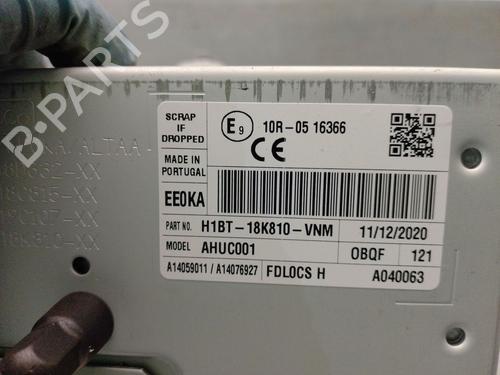 B-PARTS
SCRAP IF DROPPED
E9 10R-05 16366
CE
MADE IN PORTUGAL
EE0KA
PART NO. H1BT-18K810-VNM 11/12/2020
MODEL AHUC001 OBQF 121
A14059011 / A14076927 FDLOCS H A040063